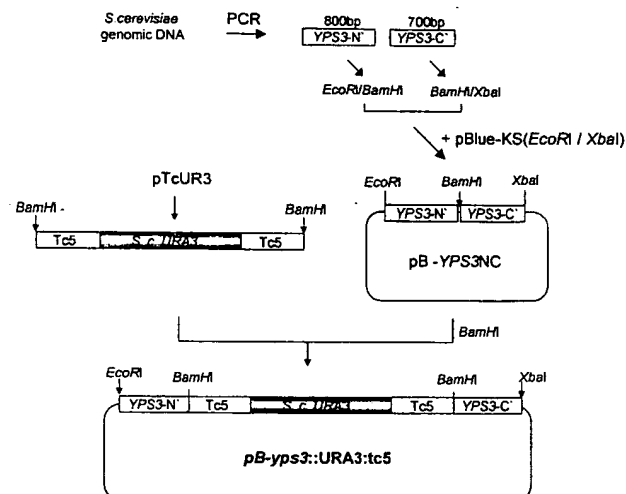 S.cerevisiae
genomic DNA
PCR
800bp
700bp
YPS3-N`
YPS3-C`
EcoRI/BamHI
BamHI/XbaI
+ pBlue-KS(EcoRI / XbaI)
pTcUR3
BamHI
BamHI
Tc5
S.c.URA3
Tc5
EcoRI
BamHI
XbaI
YPS3-N`
YPS3-C`
pB -YPS3NC
BamHI
EcoRI
BamHI
BamHI
XbaI
YPS3-N`
Tc5
S.c.URA3
Tc5
YPS3-C`
pB-yps3::URA3:tc5